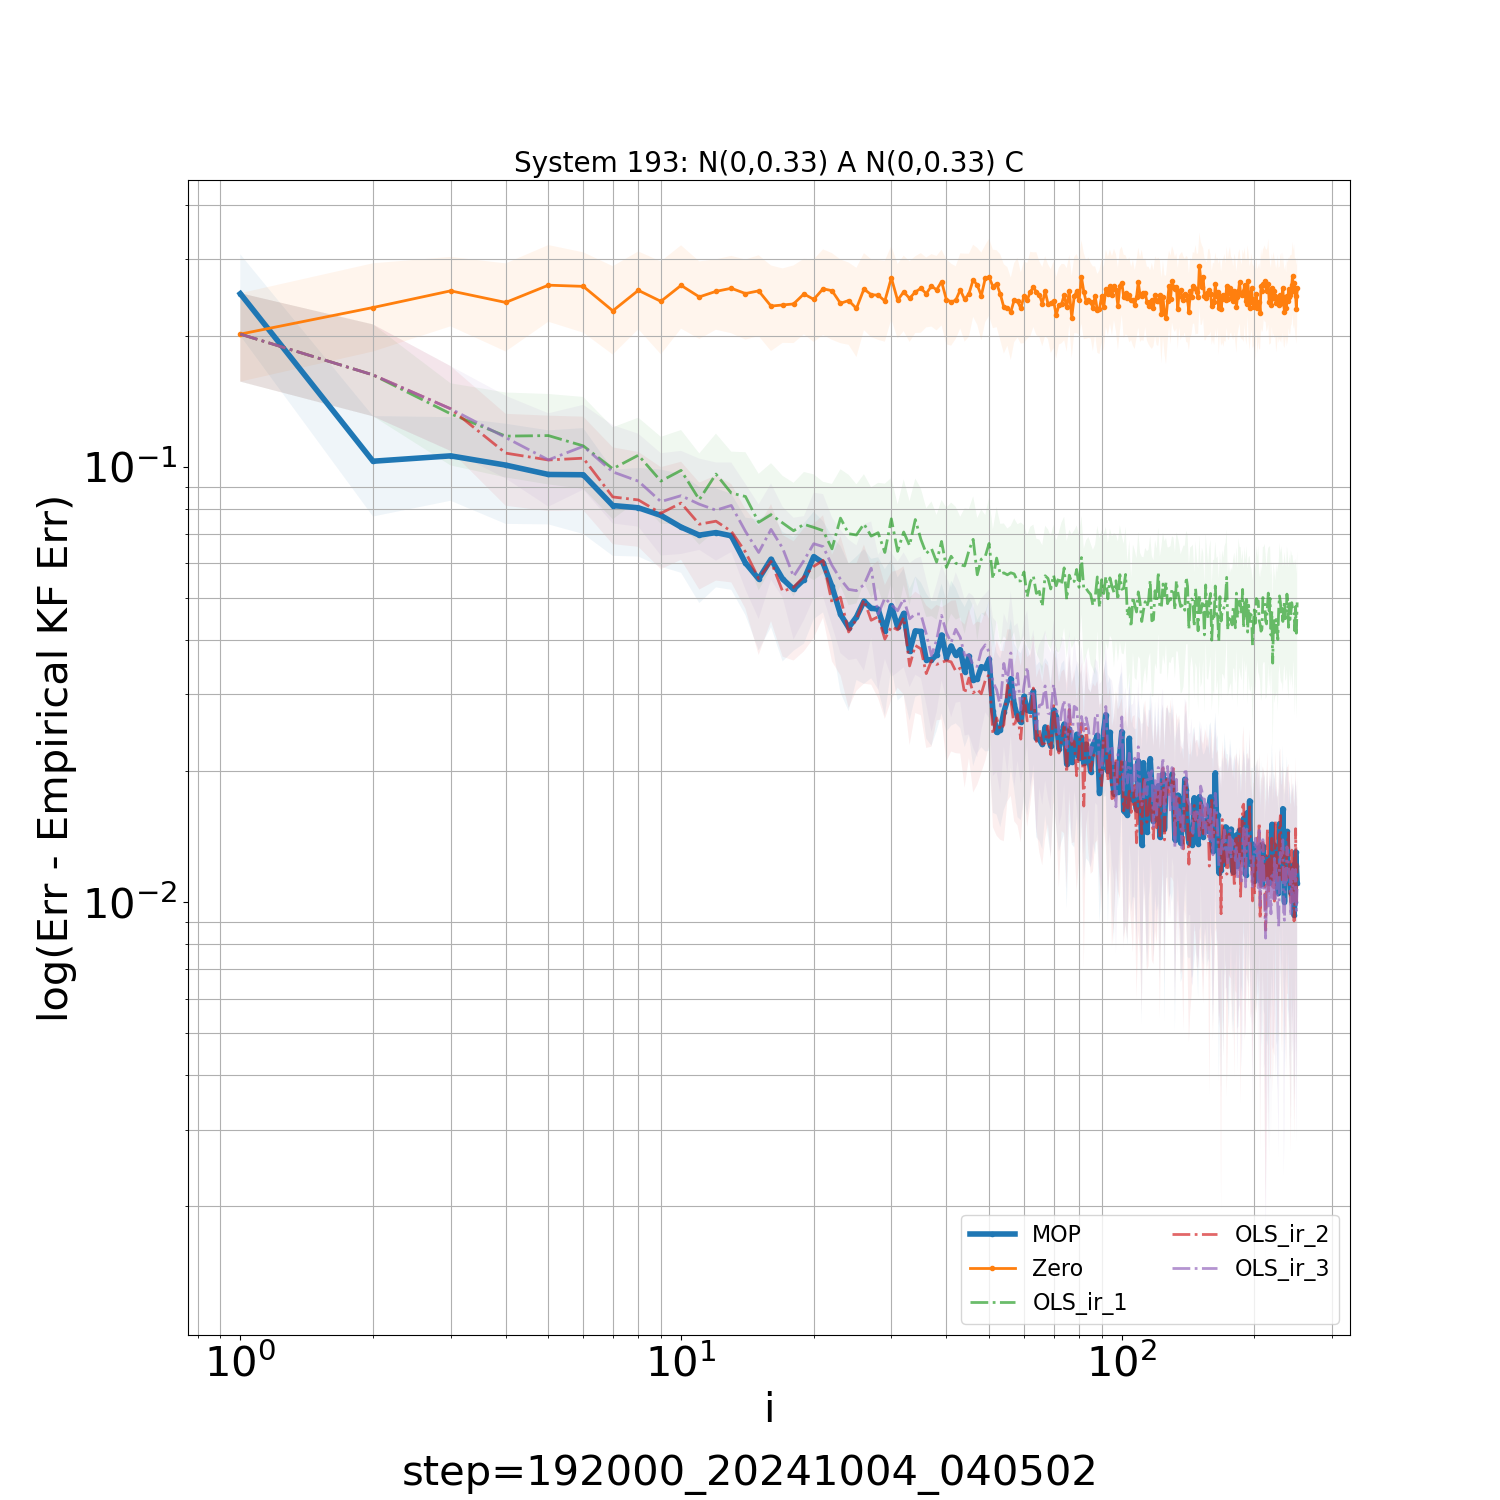 System 193: N(0,0.33) A N(0,0.33) C
log(Err - Empirical KF Err)
10⁻¹
10⁻²
MOP
Zero
OLS_ir_1
OLS_ir_2
OLS_ir_3
10⁰ 10¹ 10²
i
step=192000_20241004_040502